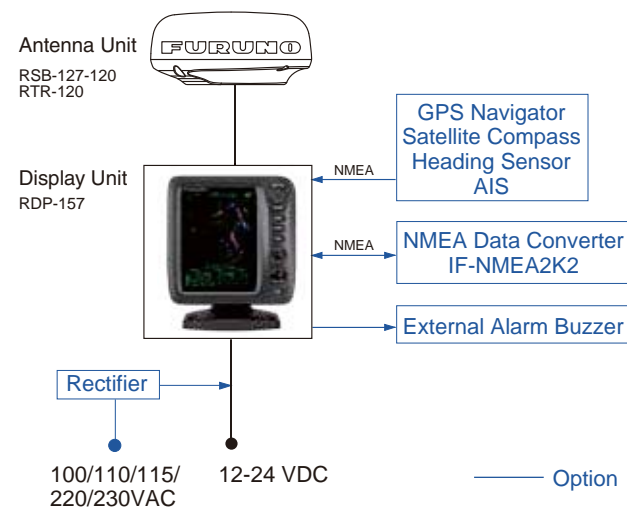 Antenna Unit
RSB-127-120
RTR-120
FURUNO
GPS Navigator
Satellite Compass
Heading Sensor
AIS
NMEA
Display Unit
RDP-157
NMEA
NMEA Data Converter
IF-NMEA2K2
External Alarm Buzzer
Rectifier
100/110/115/
220/230VAC
12-24 VDC
Option